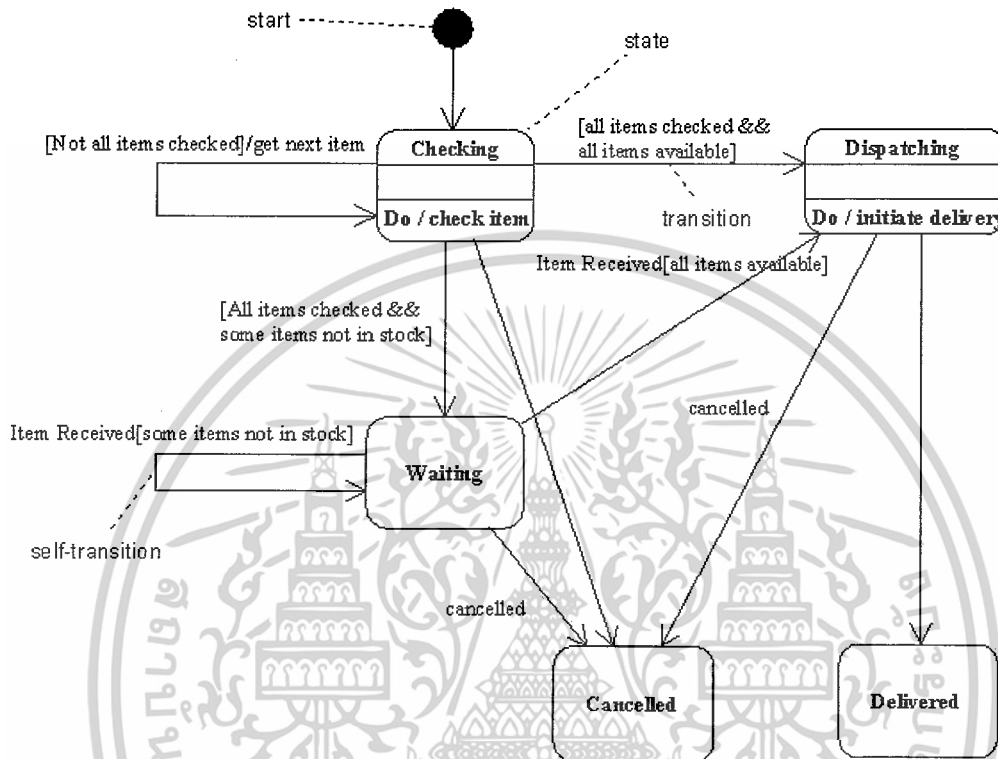 start
state
[Not all items checked]/get next item
Checking
Do / check item
[all items checked &&
all items available]
transition
Dispatching
Do / initiate delivery
Item Received[all items available]
[All items checked &&
some items not in stock]
cancelled
Item Received[some items not in stock]
Waiting
self-transition
cancelled
Cancelled
Delivered